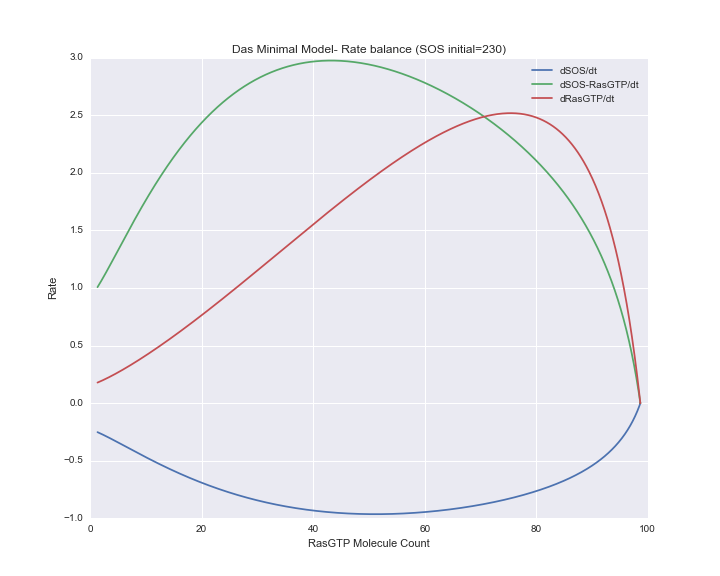 Das Minimal Model- Rate balance (SOS initial=230)
dSOS/dt
dSOS-RasGTP/dt
dRasGTP/dt
3.0
2.5
2.0
1.5
1.0
0.5
0.0
−0.5
−1.0
Rate
0 20 40 60 80 100
RasGTP Molecule Count